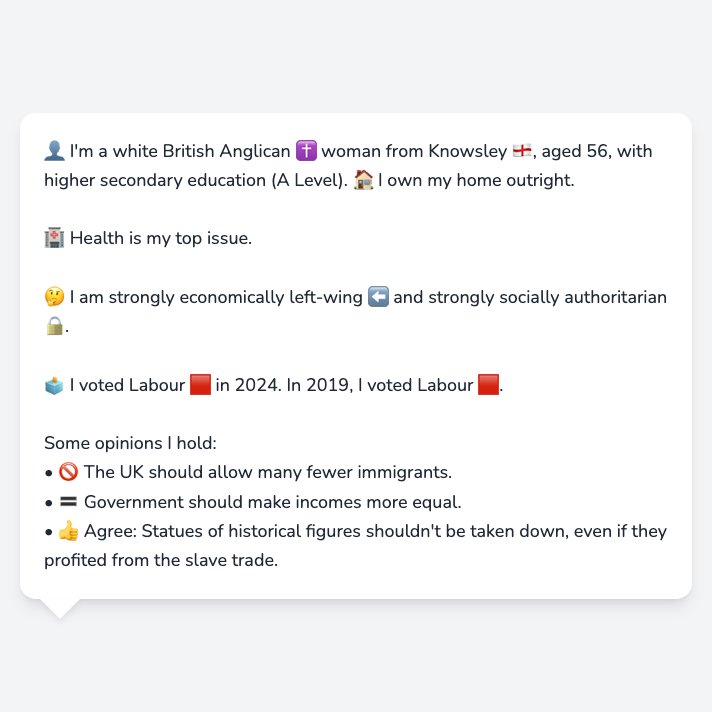 👤 I'm a white British Anglican ✝️ woman from Knowsley 🏴󠁧󠁢󠁥󠁮󠁧󠁿, aged 56, with
higher secondary education (A Level). 🏠 I own my home outright.
🏥 Health is my top issue.
🤔 I am strongly economically left-wing ⬅️ and strongly socially authoritarian
🔒.
🗳️ I voted Labour 🟥 in 2024. In 2019, I voted Labour 🟥.
Some opinions I hold:
• 🚫 The UK should allow many fewer immigrants.
• 🟰 Government should make incomes more equal.
• 👍 Agree: Statues of historical figures shouldn't be taken down, even if they
profited from the slave trade.